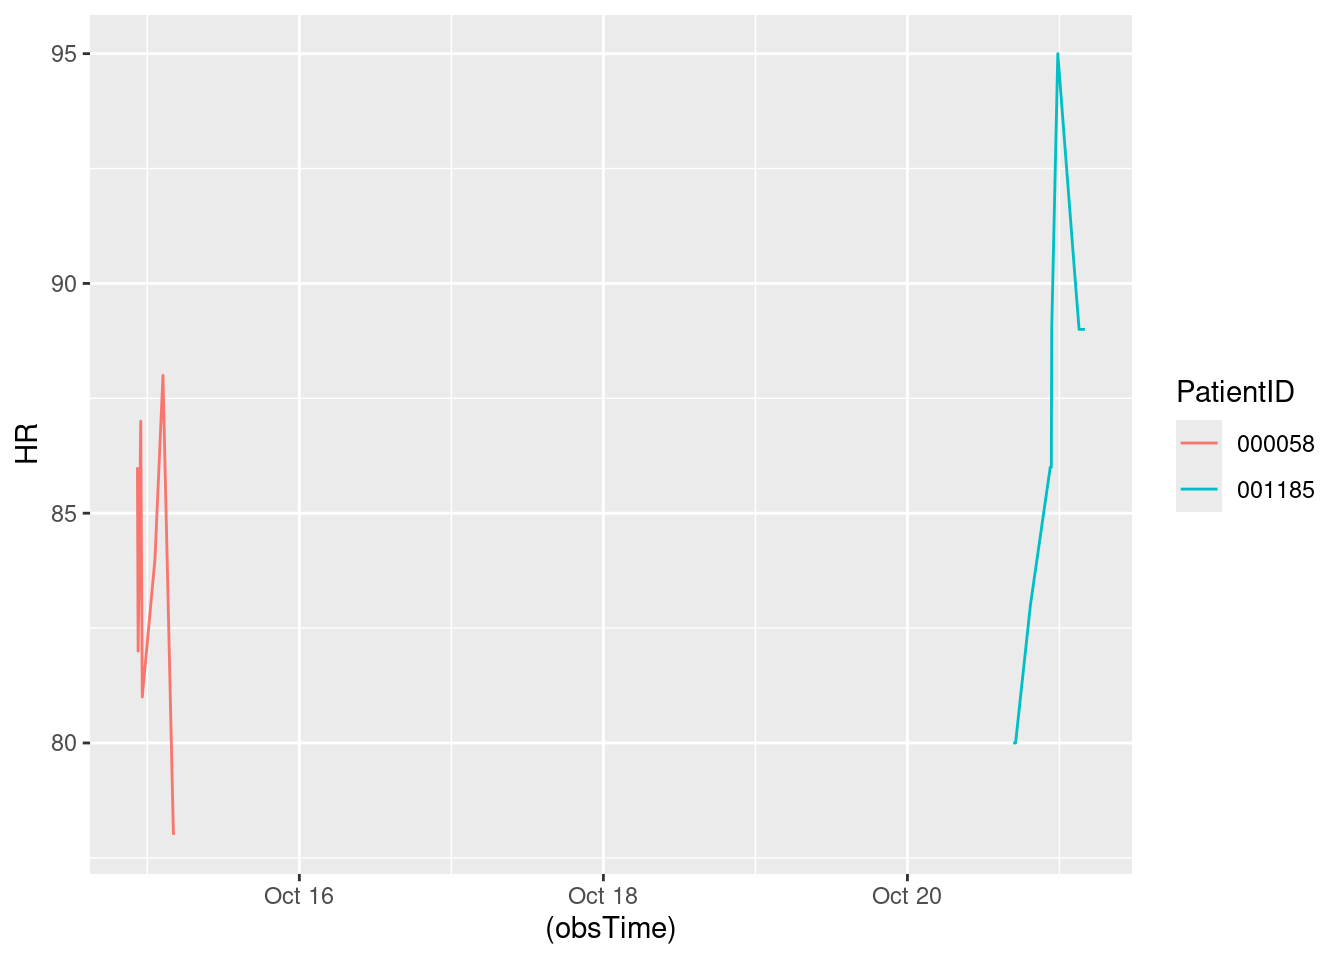 95
90
85
80
HR
Oct 16
Oct 18
Oct 20
(obsTime)
PatientID
000058
001185